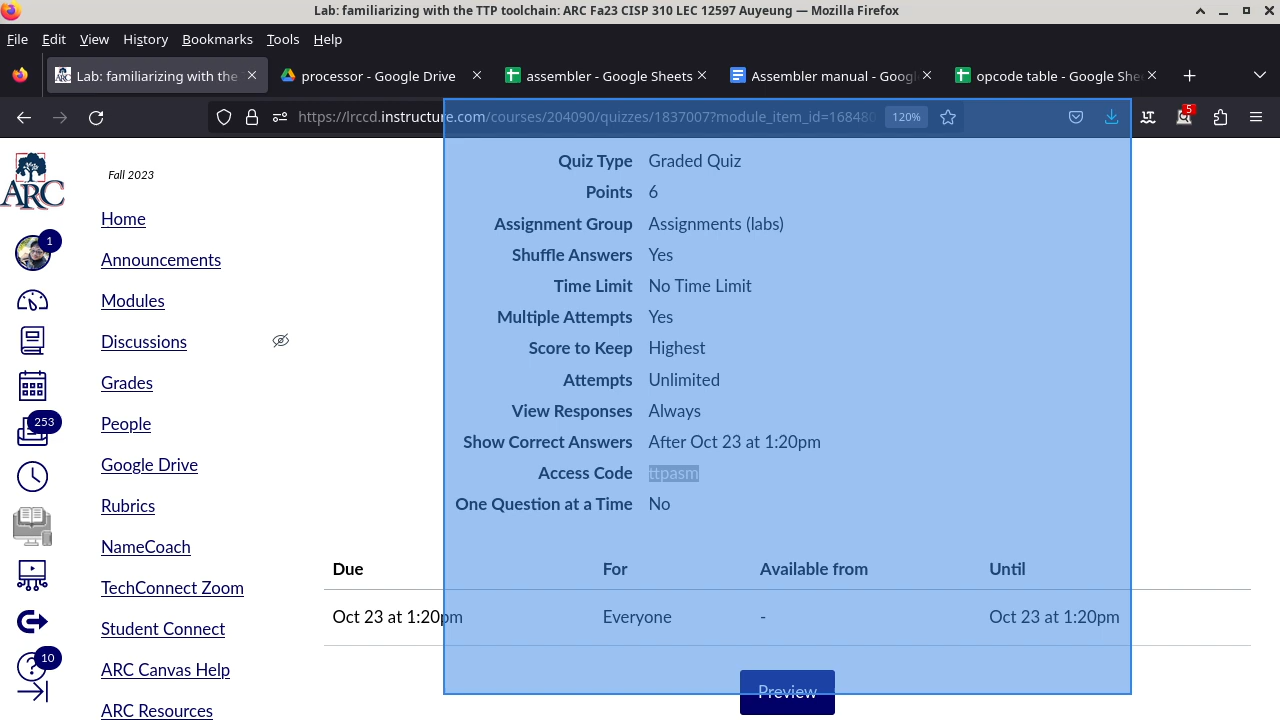 Lab: familiarizing with the TTP toolchain: ARC Fa23 CISP 310 LEC 12597 Auyeung — Mozilla Firefox
File Edit View History Bookmarks Tools Help
Lab: familiarizing with the
processor - Google Drive
assembler - Google Sheets
Assembler manual - Googl
opcode table - Google She
https://lrccd.instructure.com/courses/204090/quizzes/1837007?module_item_id=168480
120%
5
ARC
Fall 2023
1
253
10
Home
Announcements
Modules
Discussions
Grades
People
Google Drive
Rubrics
NameCoach
TechConnect Zoom
Student Connect
ARC Canvas Help
ARC Resources
Quiz Type Graded Quiz
Points 6
Assignment Group Assignments (labs)
Shuffle Answers Yes
Time Limit No Time Limit
Multiple Attempts Yes
Score to Keep Highest
Attempts Unlimited
View Responses Always
Show Correct Answers After Oct 23 at 1:20pm
Access Code ttpasm
One Question at a Time No
Due For Available from Until
Oct 23 at 1:20pm Everyone - Oct 23 at 1:20pm
Preview